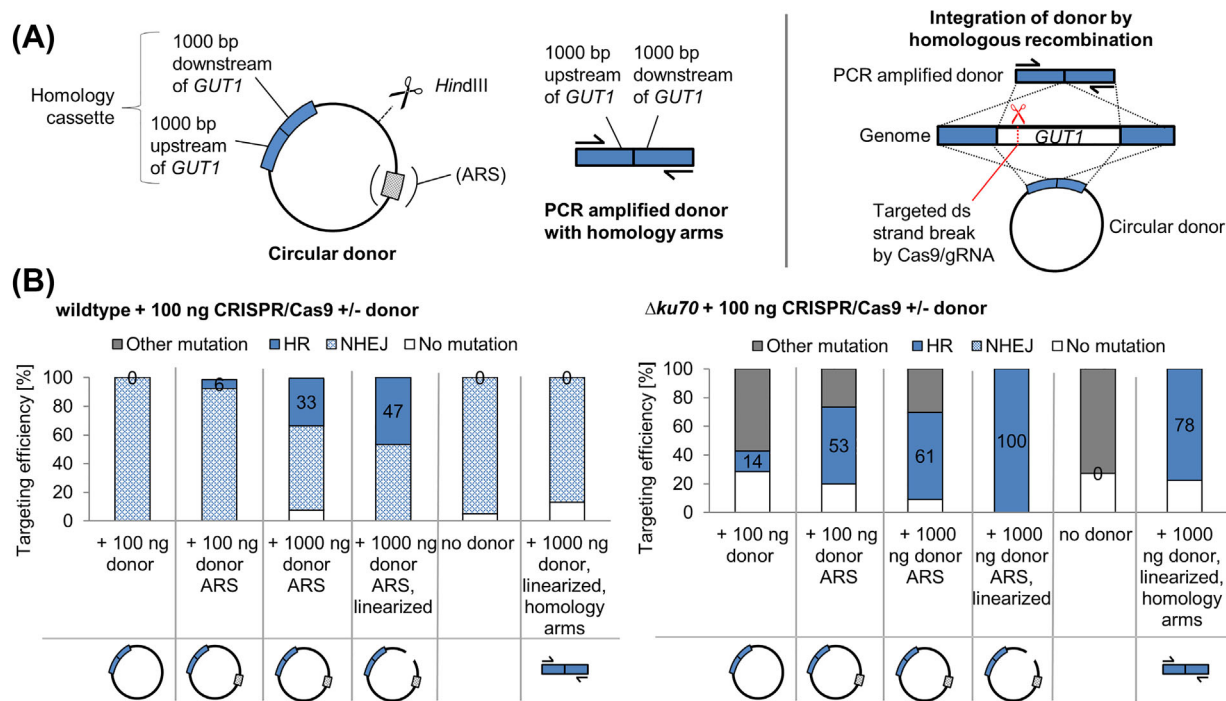 (A)
Homology
cassette
1000 bp
downstream
of GUT1
1000 bp
upstream
of GUT1
HindIII
(ARS)
Circular donor
1000 bp
upstream
of GUT1
1000 bp
downstream
of GUT1
PCR amplified donor
with homology arms
Integration of donor by
homologous recombination
PCR amplified donor
Genome
GUT1
Targeted ds
strand break
by Cas9/gRNA
Circular donor
(B)
wildtype + 100 ng CRISPR/Cas9 +/- donor
Other mutation HR NHEJ No mutation
Targeting efficiency [%]
100
80
60
40
20
0
0
6
33
47
0
0
+ 100 ng
donor
+ 100 ng
donor
ARS
+ 1000 ng
donor
ARS
+ 1000 ng
donor
ARS,
linearized
no donor
+ 1000 ng
donor,
linearized,
homology
arms
Δku70 + 100 ng CRISPR/Cas9 +/- donor
Other mutation HR NHEJ No mutation
Targeting efficiency [%]
100
80
60
40
20
0
14
53
61
100
0
78
+ 100 ng
donor
+ 100 ng
donor
ARS
+ 1000
ng donor
ARS
+ 1000
ng donor
ARS,
linearized
no donor
+ 1000
ng donor,
linearized,
homology
arms